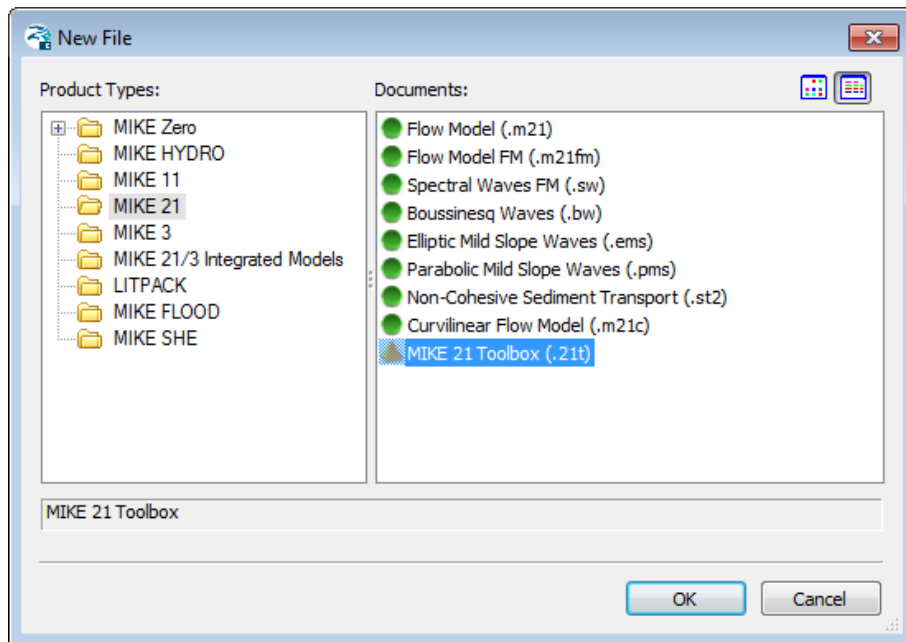 New File
Product Types:
MIKE Zero
MIKE HYDRO
MIKE 11
MIKE 21
MIKE 3
MIKE 21/3 Integrated Models
LITPACK
MIKE FLOOD
MIKE SHE
Documents:
Flow Model (.m21)
Flow Model FM (.m21fm)
Spectral Waves FM (.sw)
Boussinesq Waves (.bw)
Elliptic Mild Slope Waves (.ems)
Parabolic Mild Slope Waves (.pms)
Non-Cohesive Sediment Transport (.st2)
Curvilinear Flow Model (.m21c)
MIKE 21 Toolbox (.21t)
MIKE 21 Toolbox
OK
Cancel